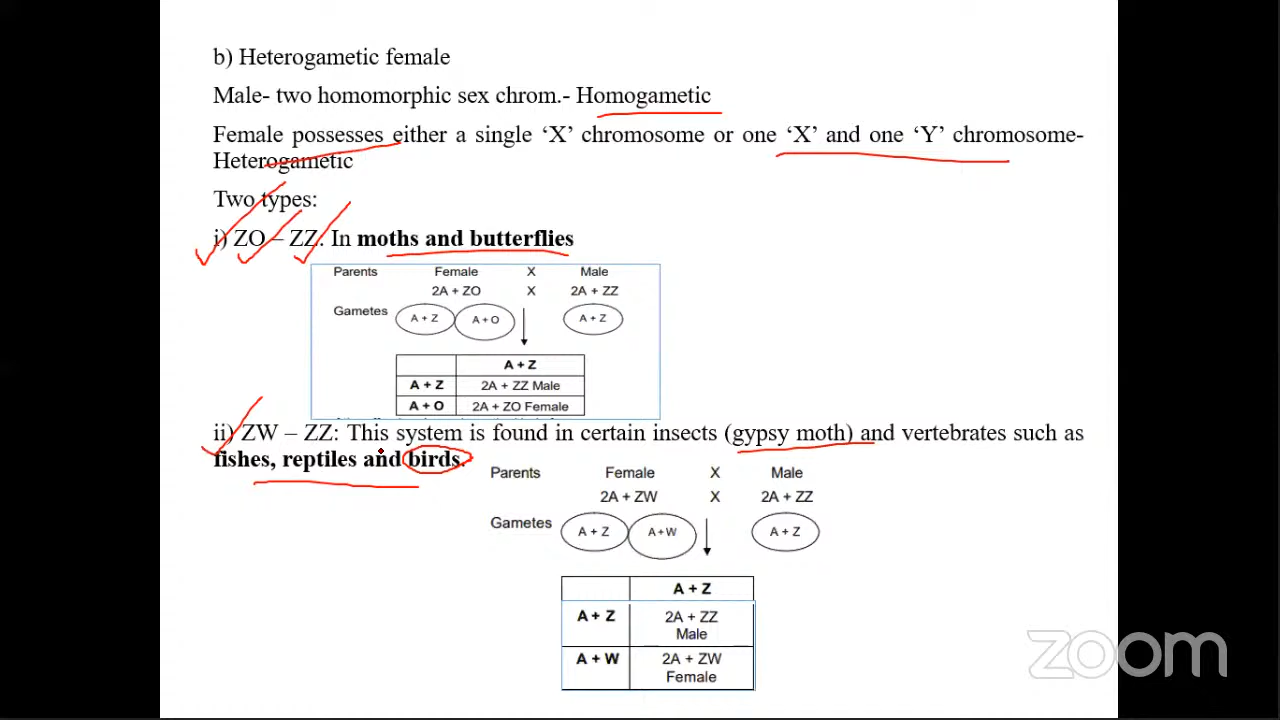 b) Heterogametic female
Male- two homomorphic sex chrom.- Homogametic
Female possesses either a single ‘X’ chromosome or one ‘X’ and one ‘Y’ chromosome-
Heterogametic
Two types:
i) ZO – ZZ. In moths and butterflies
Parents Female X Male
2A + ZO X 2A + ZZ
Gametes A + Z A + O A + Z
A + Z
A + Z 2A + ZZ Male
A + O 2A + ZO Female
ii) ZW – ZZ: This system is found in certain insects (gypsy moth) and vertebrates such as
fishes, reptiles and birds.
Parents Female X Male
2A + ZW X 2A + ZZ
Gametes A + Z A + W A + Z
A + Z
A + Z 2A + ZZ
Male
A + W 2A + ZW
Female
zoom